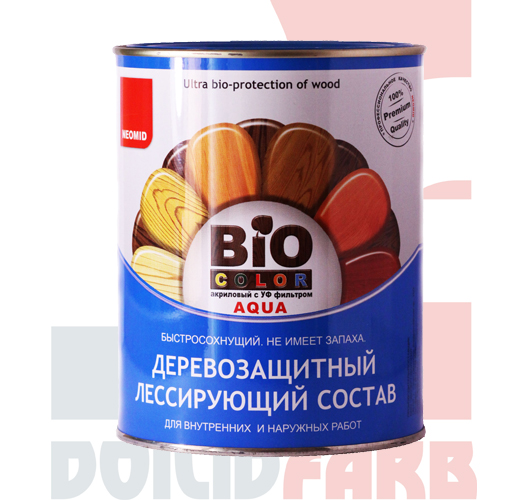 Ultra bio-protection of wood
NEOMID
100%
Premium
Quality
BiO
COLOR
акриловый с УФ фильтром
AQUA
БЫСТРОСОХНУЩИЙ. НЕ ИМЕЕТ ЗАПАХА.
ДЕРЕВОЗАЩИТНЫЙ
ЛЕССИРУЮЩИЙ СОСТАВ
ДЛЯ ВНУТРЕННИХ И НАРУЖНЫХ РАБОТ
DOICIDFARB